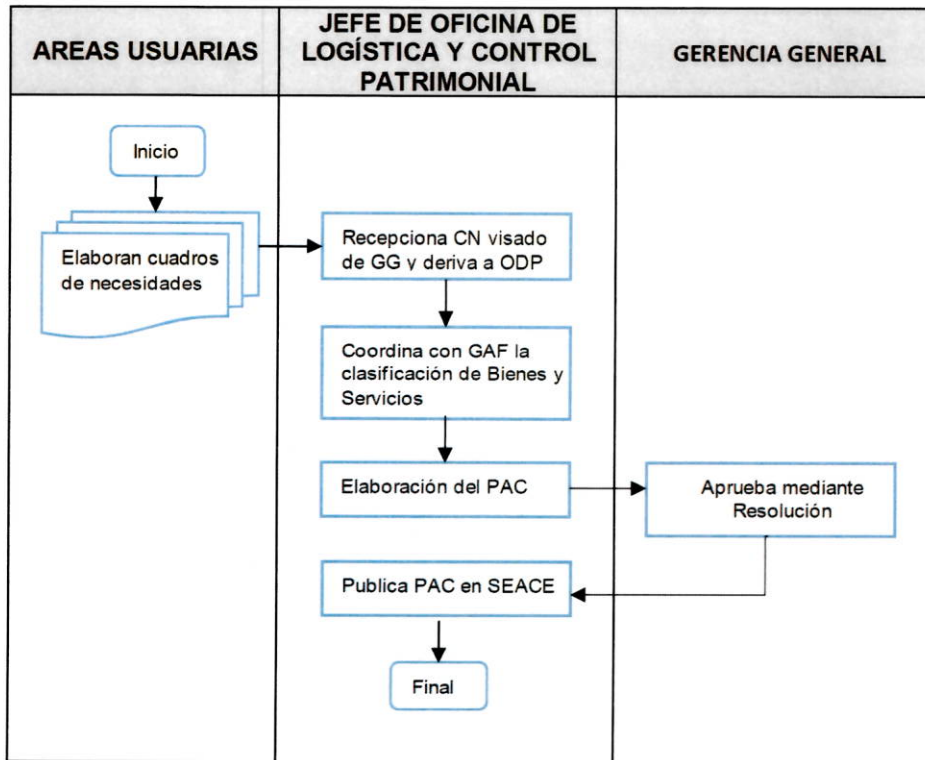 AREAS USUARIAS
JEFE DE OFICINA DE
LOGÍSTICA Y CONTROL
PATRIMONIAL
GERENCIA GENERAL
Inicio
Elaboran cuadros
de necesidades
Recepciona CN visado
de GG y deriva a ODP
Coordina con GAF la
clasificación de Bienes y
Servicios
Elaboración del PAC
Aprueba mediante
Resolución
Publica PAC en SEACE
Final